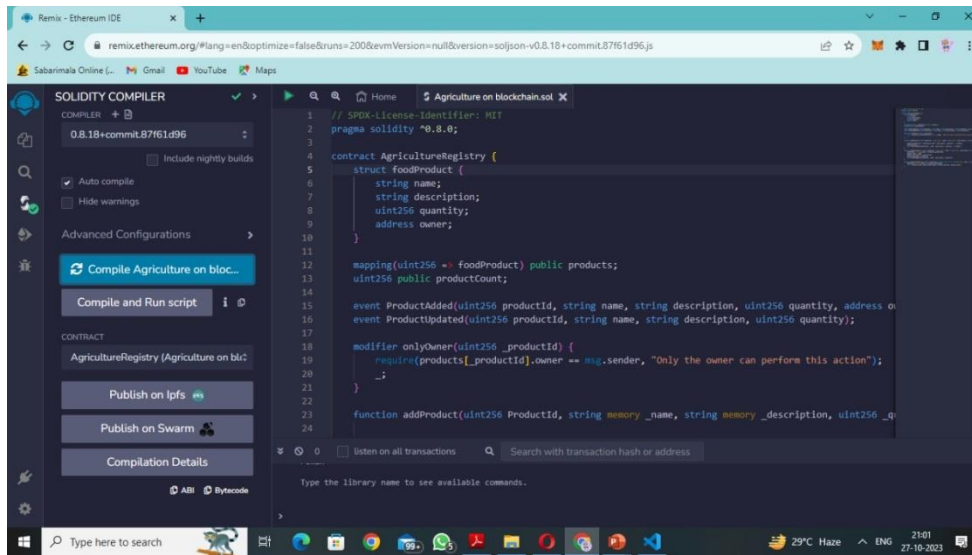 Remix - Ethereum IDE
remix.ethereum.org/#lang=en&optimize=false&runs=200&evmVersion=null&version=soljson-v0.8.18+commit.87f61d96.js
Sabarimala Online (... Gmail YouTube Maps
SOLIDITY COMPILER
COMPILER
0.8.18+commit.87f61d96
Include nightly builds
Auto compile
Hide warnings
Advanced Configurations
Compile Agriculture on bloc...
Compile and Run script
CONTRACT
AgricultureRegistry (Agriculture on blo
Publish on Ipfs
Publish on Swarm
Compilation Details
ABI Bytecode
Home Agriculture on blockchain.sol
1 // SPDX-License-Identifier: MIT
2 pragma solidity ^0.8.0;
3
4 contract AgricultureRegistry {
5 struct foodProduct {
6 string name;
7 string description;
8 uint256 quantity;
9 address owner;
10 }
11
12 mapping(uint256 => foodProduct) public products;
13 uint256 public productCount;
14
15 event ProductAdded(uint256 productId, string name, string description, uint256 quantity, address ow
16 event ProductUpdated(uint256 productId, string name, string description, uint256 quantity);
17
18 modifier onlyOwner(uint256 _productId) {
19 require(products[_productId].owner == msg.sender, "Only the owner can perform this action");
20 _;
21 }
22
23 function addProduct(uint256 ProductId, string memory _name, string memory _description, uint256 _qu
24
0 listen on all transactions Search with transaction hash or address
Type the library name to see available commands.
>
Type here to search
99+
29°C Haze ENG 21:01
27-10-2023